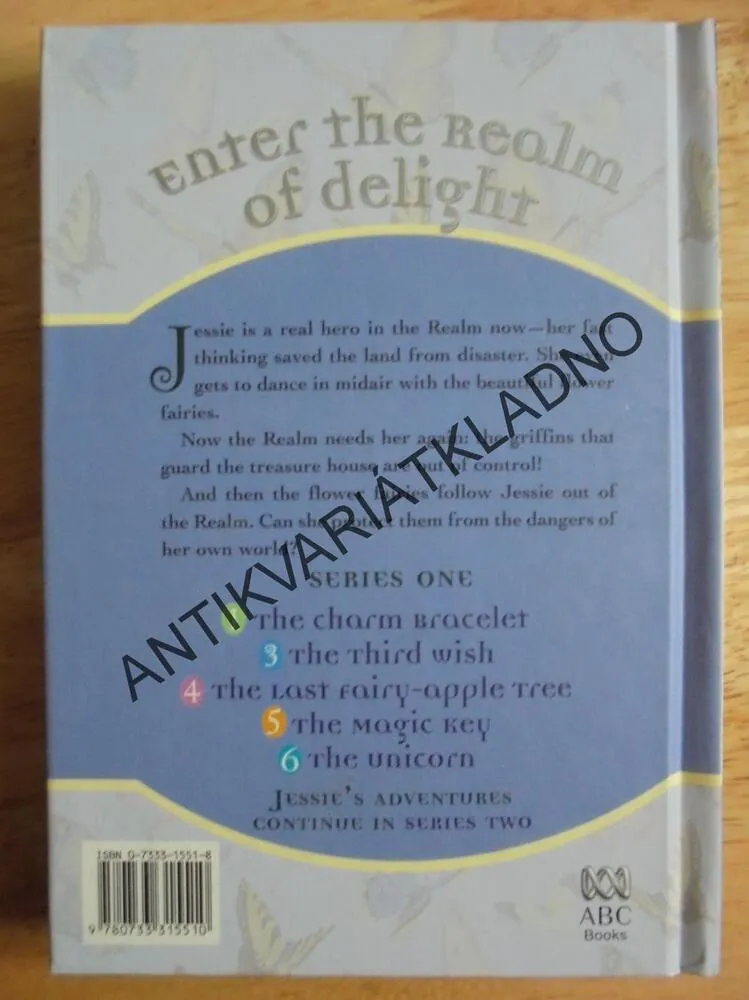 Enter the Realm
of delight
Jessie is a real hero in the Realm now—her fast
thinking saved the land from disaster. She even
gets to dance in midair with the beautiful flower
fairies.
Now the Realm needs her again: the griffins that
guard the treasure house are out of control!
And then the flower fairies follow Jessie out of
the Realm. Can she protect them from the dangers of
her own world?
SERIES ONE
1 The Charm Bracelet
3 The Third Wish
4 The Last Fairy-Apple Tree
5 The Magic Key
6 The Unicorn
JESSIE'S ADVENTURES
CONTINUE IN SERIES TWO
ISBN 0-7333-1551-8
9 780733 315510
ABC
Books
ANTIKVARIÁTKLADNO